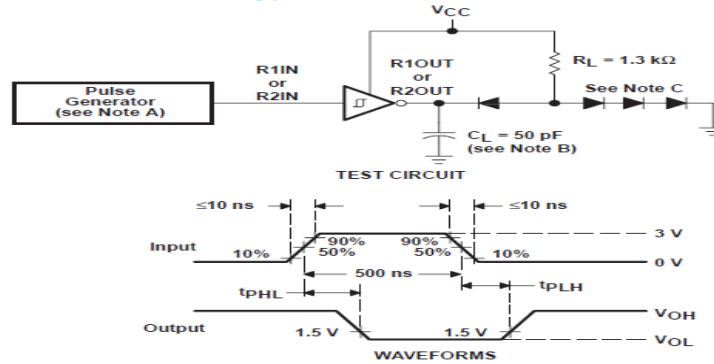 VCC
R1IN
or
R2IN
R1OUT
or
R2OUT
RL = 1.3 kΩ
See Note C
Pulse
Generator
(see Note A)
CL = 50 pF
(see Note B)
TEST CIRCUIT
≤10 ns
≤10 ns
Input
10%
90%
50%
90%
50%
10%
3 V
0 V
500 ns
tPHL
tPLH
Output
1.5 V
1.5 V
VOH
VOL
WAVEFORMS